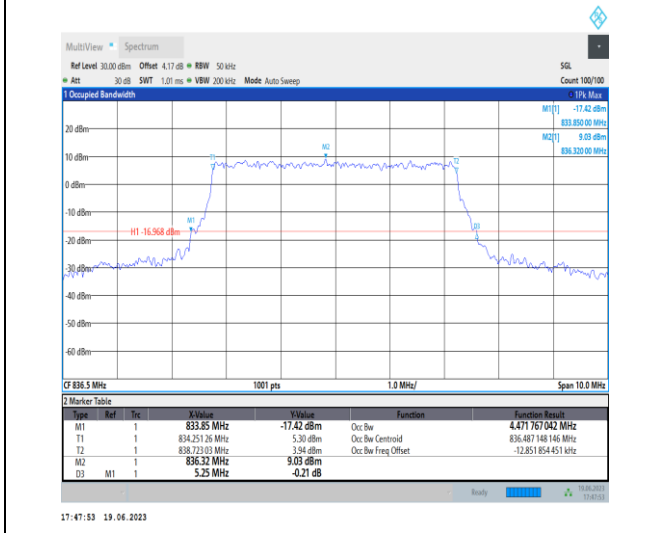 MultiView Spectrum
Ref Level 30.00 dBm Offset 4.17 dB RBW 50 kHz SGL
Att 30 dB SWT 1.01 ms VBW 200 kHz Mode Auto Sweep Count 100/100
1 Occupied Bandwidth 1Pk Max
M1[1] -17.42 dBm
833.850 00 MHz
M2[1] 9.03 dBm
836.320 00 MHz
20 dBm
M2
10 dBm T1 T2
0 dBm
-10 dBm
M1
H1 -16.968 dBm D3
-20 dBm
-30 dBm
-40 dBm
-50 dBm
-60 dBm
CF 836.5 MHz 1001 pts 1.0 MHz/ Span 10.0 MHz
2 Marker Table
Type Ref Trc X-Value Y-Value Function Function Result
M1 1 833.85 MHz -17.42 dBm Occ Bw 4.471 767 042 MHz
T1 1 834.251 26 MHz 5.30 dBm Occ Bw Centroid 836.487 148 146 MHz
T2 1 838.723 03 MHz 3.94 dBm Occ Bw Freq Offset -12.851 854 451 kHz
M2 1 836.32 MHz 9.03 dBm
D3 M1 1 5.25 MHz -0.21 dB
Ready 19.06.2023
17:47:53
17:47:53 19.06.2023